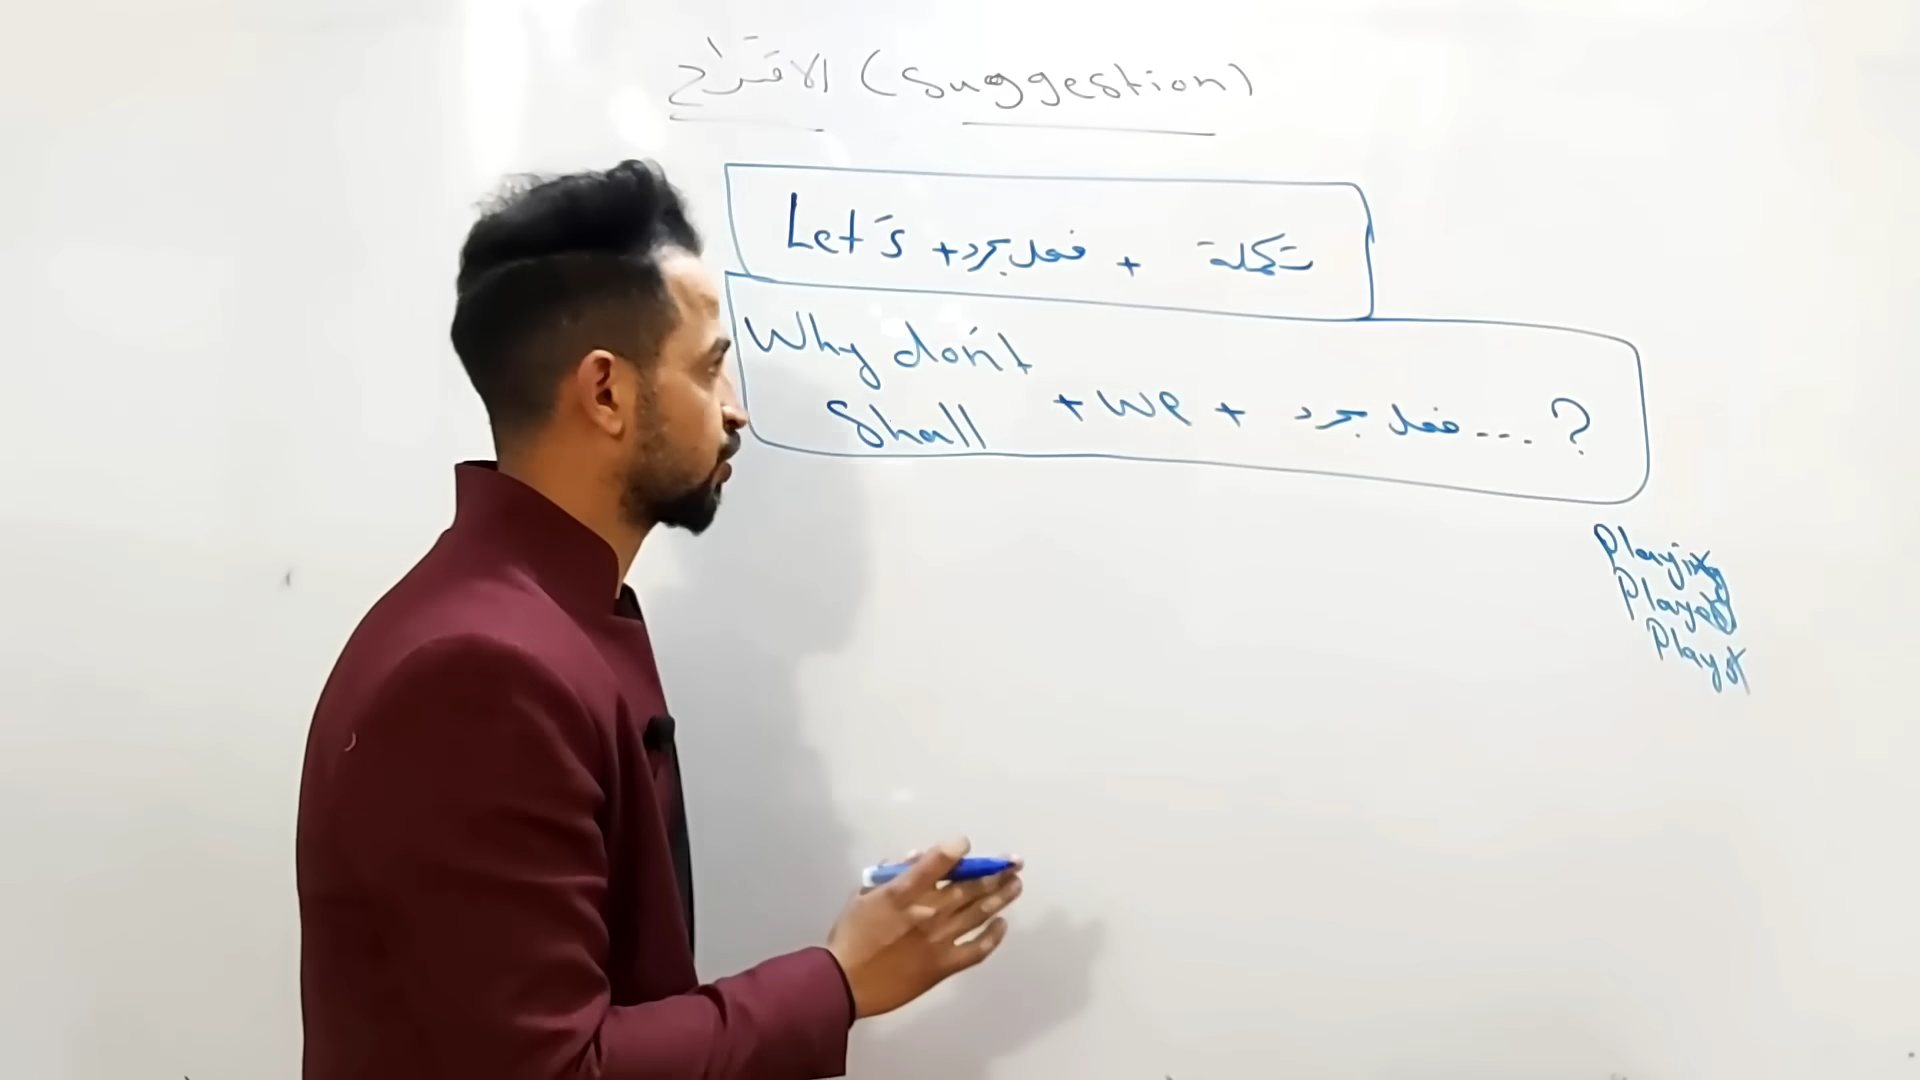 الاقتراح (Suggestion)
Let's + فعل مجرد + تكملة
Why don't
Shall + we + فعل مجرد ... ?
Playing
Played
Plays